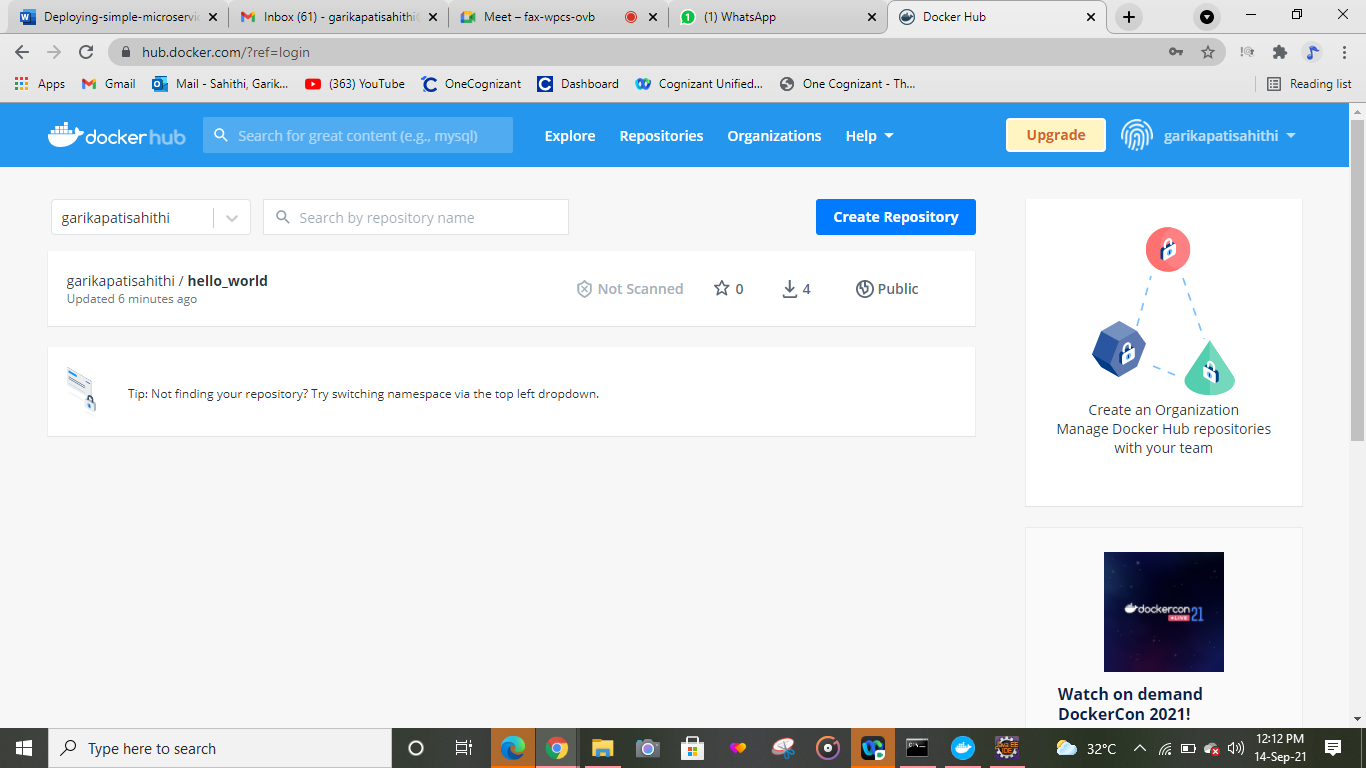 Deploying-simple-microservic
Inbox (61) - garikapatisahithi@
Meet – fax-wpcs-ovb
(1) WhatsApp
Docker Hub
hub.docker.com/?ref=login
Apps
Gmail
Mail - Sahithi, Garik...
(363) YouTube
OneCognizant
Dashboard
Cognizant Unified...
One Cognizant - Th...
Reading list
docker hub
Search for great content (e.g., mysql)
Explore
Repositories
Organizations
Help
Upgrade
garikapatisahithi
garikapatisahithi
Search by repository name
Create Repository
garikapatisahithi / hello_world
Updated 6 minutes ago
Not Scanned
0
4
Public
Tip: Not finding your repository? Try switching namespace via the top left dropdown.
Create an Organization
Manage Docker Hub repositories
with your team
dockercon
LIVE
21
Watch on demand
DockerCon 2021!
Type here to search
32°C
12:12 PM
14-Sep-21